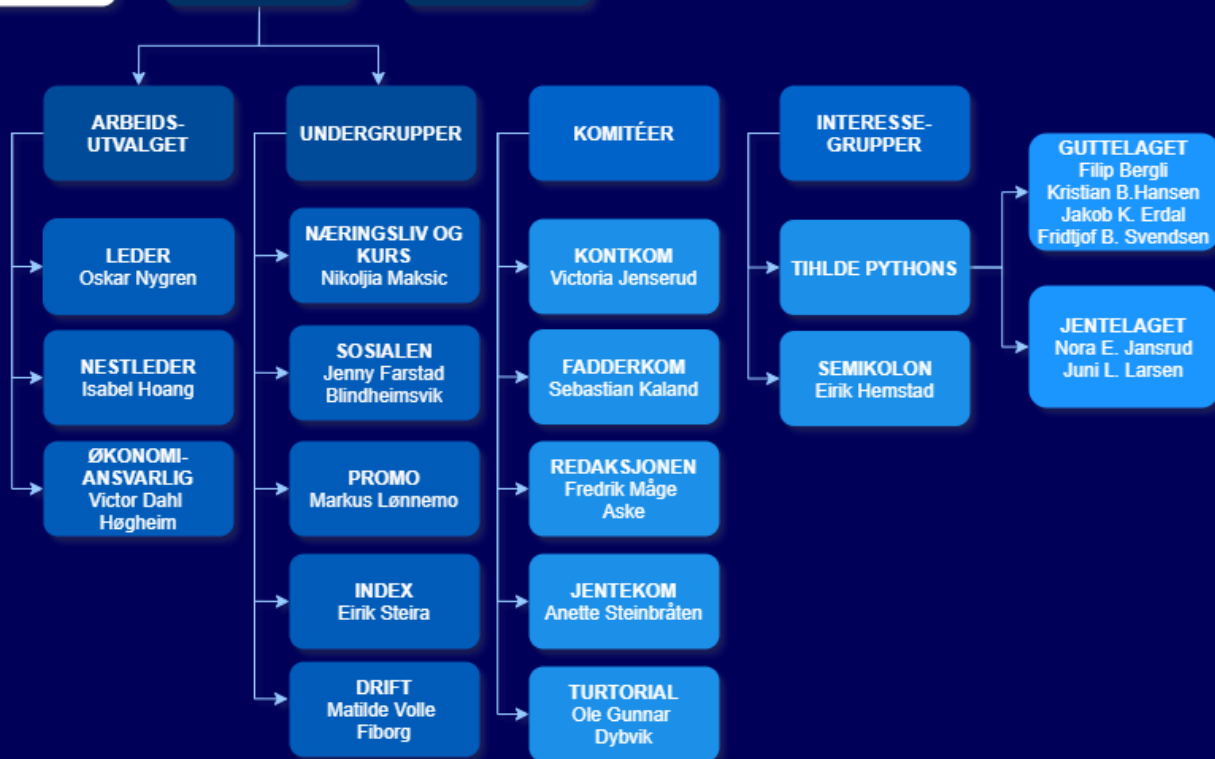 ARBEIDS-
UTVALGET
LEDER
Oskar Nygren
NESTLEDER
Isabel Hoang
ØKONOMI-
ANSVARLIG
Victor Dahl
Høgheim
UNDERGRUPPER
NÆRINGSLIV OG
KURS
Nikoljia Maksic
SOSIALEN
Jenny Farstad
Blindheimsvik
PROMO
Markus Lønnemo
INDEX
Eirik Steira
DRIFT
Matilde Volle
Fiborg
KOMITÉER
KONTKOM
Victoria Jenserud
FADDERKOM
Sebastian Kaland
REDAKSJONEN
Fredrik Måge
Aske
JENTEKOM
Anette Steinbråten
TURTORIAL
Ole Gunnar
Dybvik
INTERESSE-
GRUPPER
TIHLDE PYTHONS
SEMIKOLON
Eirik Hemstad
GUTTELAGET
Filip Bergli
Kristian B.Hansen
Jakob K. Erdal
Fridtjof B. Svendsen
JENTELAGET
Nora E. Jansrud
Juni L. Larsen